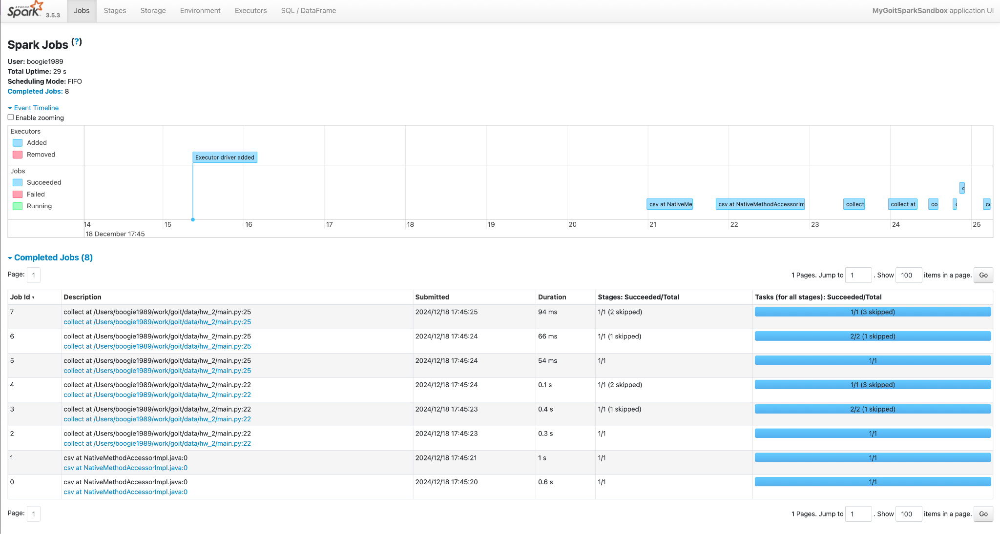 APACHE Spark 3.5.3 Jobs Stages Storage Environment Executors SQL / DataFrame MyGoitSparkSandbox application UI
Spark Jobs (?)
User: boogie1989
Total Uptime: 29 s
Scheduling Mode: FIFO
Completed Jobs: 8
Event Timeline
Enable zooming
Executors
Added
Removed
Executor driver added
Jobs
Succeeded
Failed
Running
csv at NativeMe csv at NativeMethodAccessorIm collect collect at co
14 15 16 17 18 19 20 21 22 23 24 25
18 December 17:45
Completed Jobs (8)
Page: 1 1 Pages. Jump to 1 . Show 100 items in a page. Go
Job Id ▾ Description Submitted Duration Stages: Succeeded/Total Tasks (for all stages): Succeeded/Total
7 collect at /Users/boogie1989/work/goit/data/hw_2/main.py:25 2024/12/18 17:45:25 94 ms 1/1 (2 skipped) 1/1 (3 skipped)
collect at /Users/boogie1989/work/goit/data/hw_2/main.py:25
6 collect at /Users/boogie1989/work/goit/data/hw_2/main.py:25 2024/12/18 17:45:24 66 ms 1/1 (1 skipped) 2/2 (1 skipped)
collect at /Users/boogie1989/work/goit/data/hw_2/main.py:25
5 collect at /Users/boogie1989/work/goit/data/hw_2/main.py:25 2024/12/18 17:45:24 54 ms 1/1 1/1
collect at /Users/boogie1989/work/goit/data/hw_2/main.py:25
4 collect at /Users/boogie1989/work/goit/data/hw_2/main.py:22 2024/12/18 17:45:24 0.1 s 1/1 (2 skipped) 1/1 (3 skipped)
collect at /Users/boogie1989/work/goit/data/hw_2/main.py:22
3 collect at /Users/boogie1989/work/goit/data/hw_2/main.py:22 2024/12/18 17:45:23 0.4 s 1/1 (1 skipped) 2/2 (1 skipped)
collect at /Users/boogie1989/work/goit/data/hw_2/main.py:22
2 collect at /Users/boogie1989/work/goit/data/hw_2/main.py:22 2024/12/18 17:45:23 0.3 s 1/1 1/1
collect at /Users/boogie1989/work/goit/data/hw_2/main.py:22
1 csv at NativeMethodAccessorImpl.java:0 2024/12/18 17:45:21 1 s 1/1 1/1
csv at NativeMethodAccessorImpl.java:0
0 csv at NativeMethodAccessorImpl.java:0 2024/12/18 17:45:20 0.6 s 1/1 1/1
csv at NativeMethodAccessorImpl.java:0
Page: 1 1 Pages. Jump to 1 . Show 100 items in a page. Go